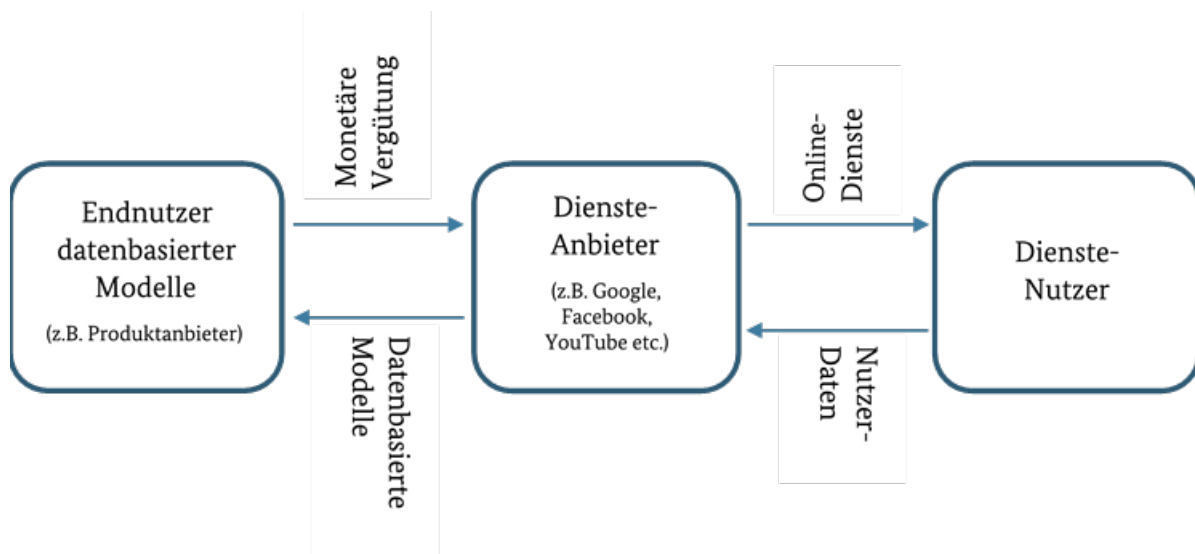 Monetäre
Vergütung
Online-
Dienste
Endnutzer
datenbasierter
Modelle
(z.B. Produktanbieter)
Dienste-
Anbieter
(z.B. Google,
Facebook,
YouTube etc.)
Dienste-
Nutzer
Datenbasierte
Modelle
Nutzer-
Daten